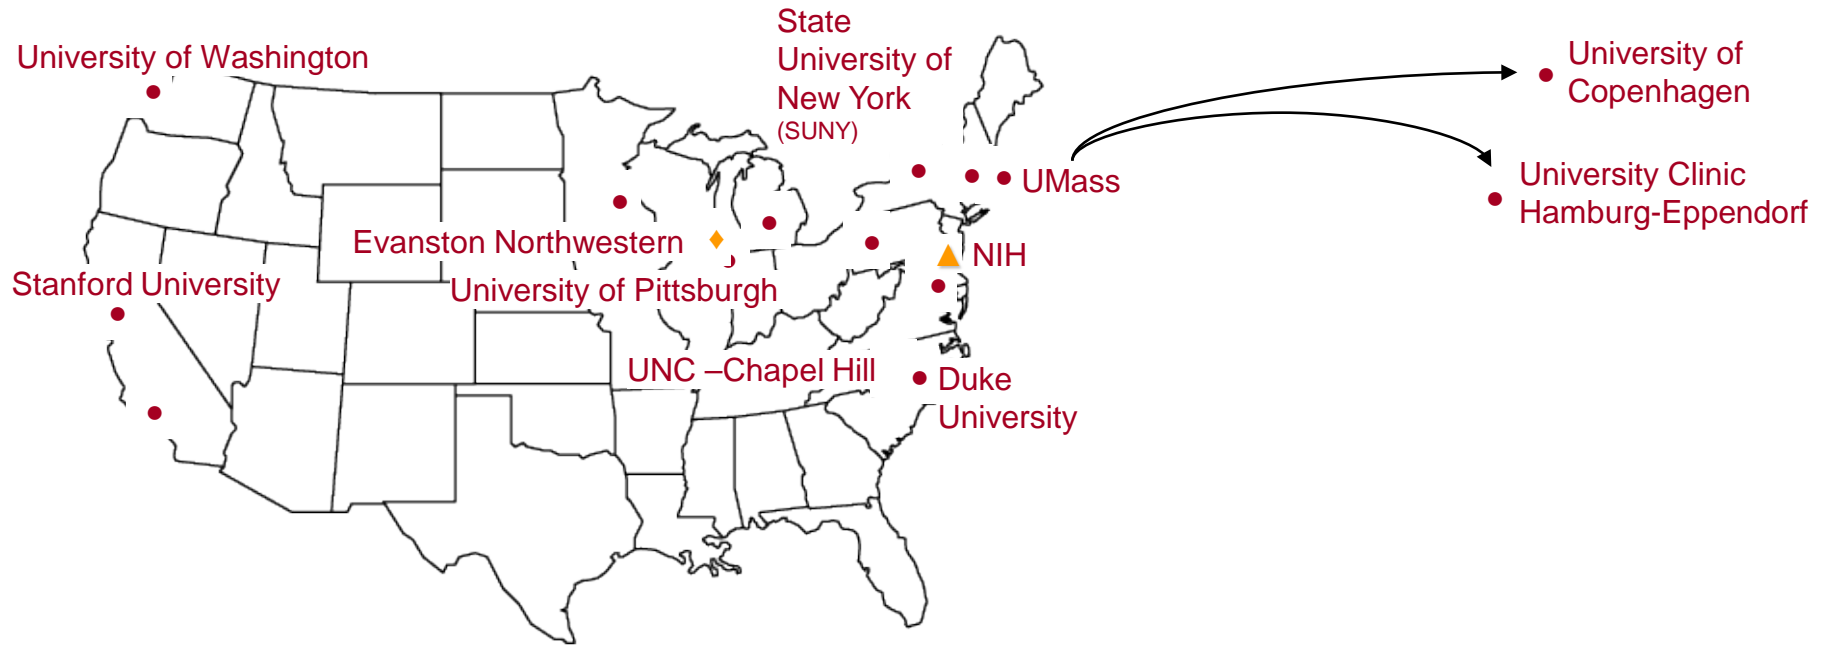 State
University of
New York
(SUNY)
University of Washington
University of
Copenhagen
UMass
University Clinic
Hamburg-Eppendorf
Evanston Northwestern
NIH
Stanford University
University of Pittsburgh
UNC –Chapel Hill
Duke
University